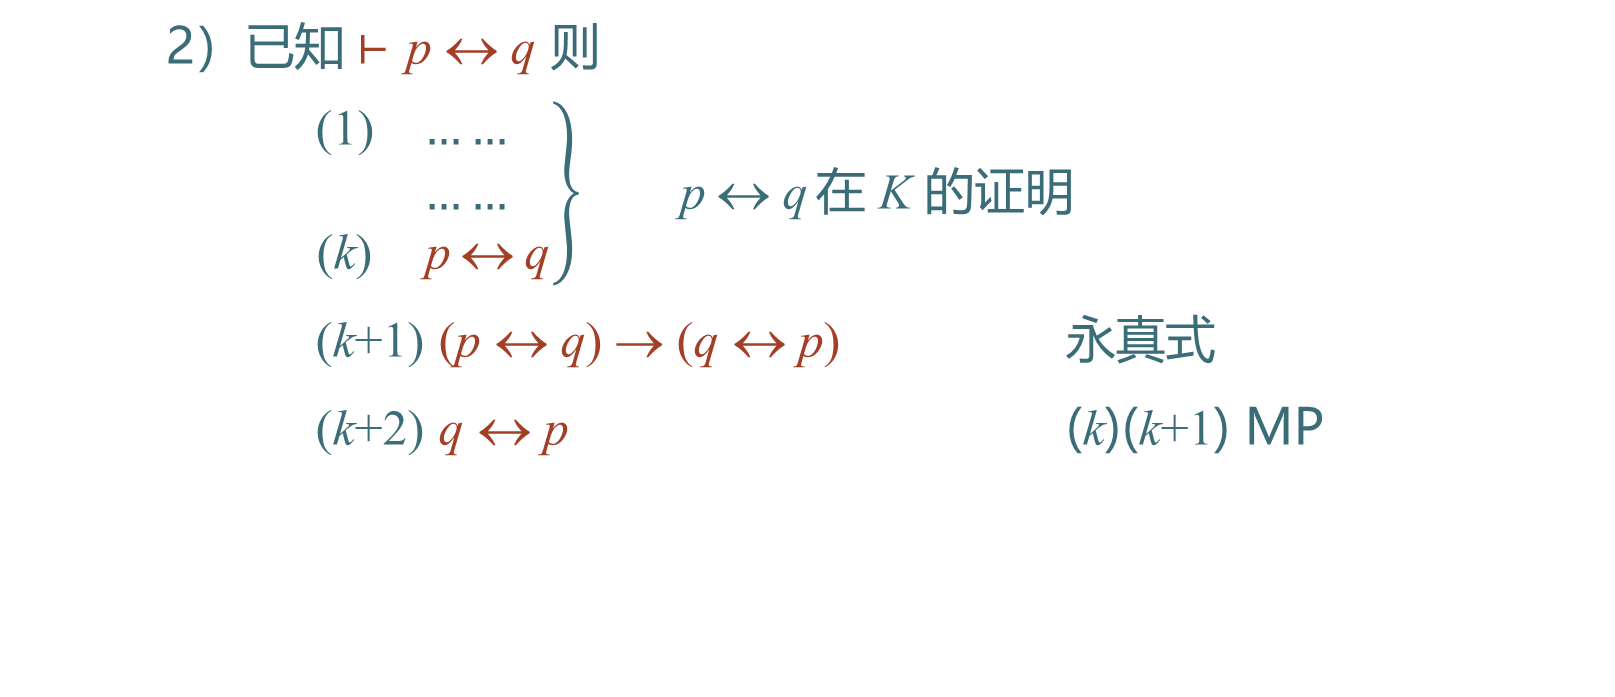 2）已知 ⊢ p ↔ q 则
(1) … …
… …
p ↔ q 在 K 的证明
(k) p ↔ q
(k+1) (p ↔ q) → (q ↔ p) 永真式
(k+2) q ↔ p (k)(k+1) MP